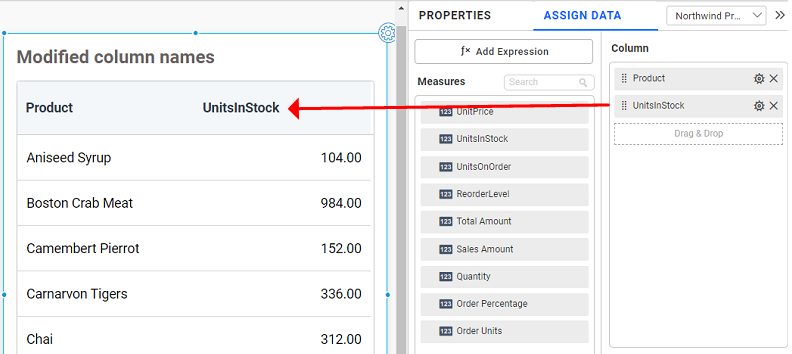 PROPERTIES
ASSIGN DATA
Northwind Pr...
Modified column names
Product UnitsInStock
Aniseed Syrup 104.00
Boston Crab Meat 984.00
Camembert Pierrot 152.00
Carnarvon Tigers 336.00
Chai 312.00
fx Add Expression
Measures
Search
123 UnitPrice
123 UnitsInStock
123 UnitsOnOrder
123 ReorderLevel
123 Total Amount
123 Sales Amount
123 Quantity
123 Order Percentage
123 Order Units
Column
Product
UnitsInStock
Drag & Drop